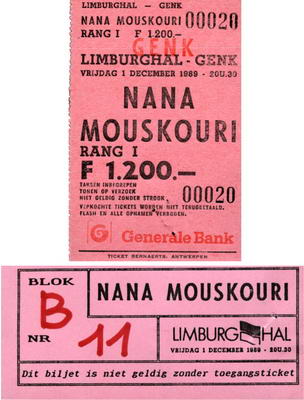 LIMBURGHAL - GENK
NANA MOUSKOURI 00020
RANG I F 1.200.—
GENK
LIMBURGHAL - GENK
VRIJDAG 1 DECEMBER 1989 - 20U.30
NANA
MOUSKOURI
RANG I
F 1.200.—
TAKSEN INBEGREPEN
TONEN OP VERZOEK
NIET GELDIG ZONDER STROOK 00020
VERKOCHTE TICKETS WORDEN NIET TERUGBETAALD.
FLASH EN ALLE OPNAMEN VERBODEN.
G Generale Bank
TICKET BERNAERTS. ANTWERPEN
BLOK
B
NR
11
NANA MOUSKOURI
LIMBURGHAL
VRIJDAG 1 DECEMBER 1989 - 20U.30
Dit biljet is niet geldig zonder toegangsticket